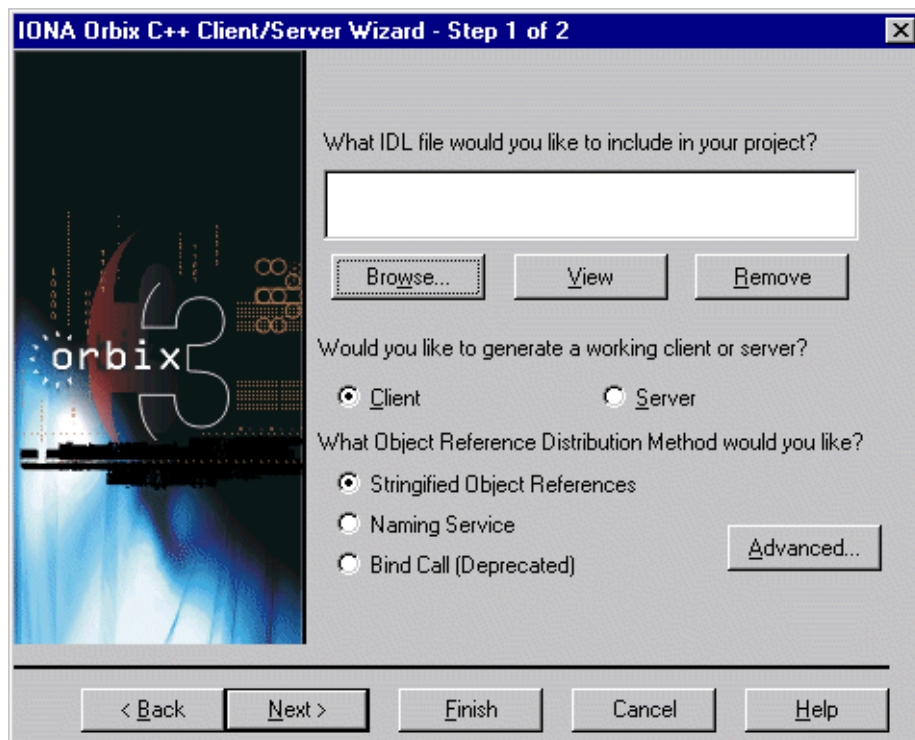 IONA Orbix C++ Client/Server Wizard - Step 1 of 2
What IDL file would you like to include in your project?
Browse...
View
Remove
orbix 3
Would you like to generate a working client or server?
Client
Server
What Object Reference Distribution Method would you like?
Stringified Object References
Naming Service
Bind Call (Deprecated)
Advanced...
< Back
Next >
Finish
Cancel
Help